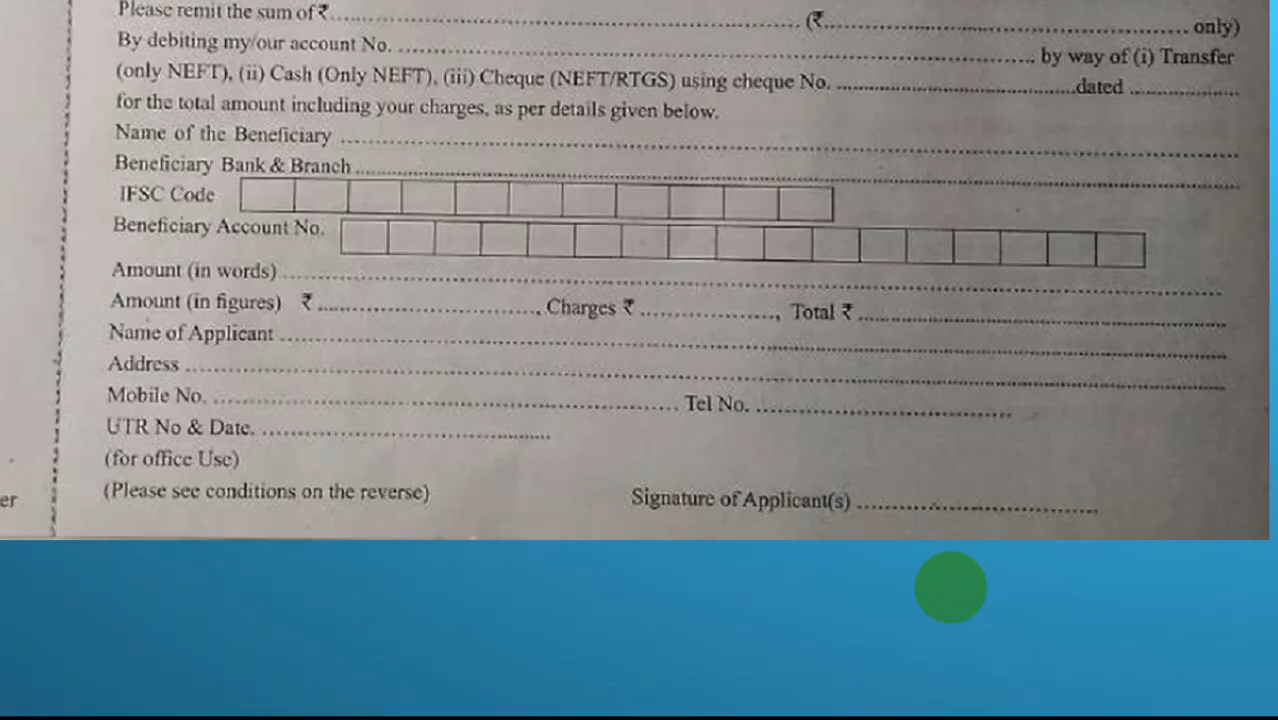 Please remit the sum of ₹.................................................................. (₹.................................................................. only)
By debiting my/our account No. .................................................................. by way of (i) Transfer
(only NEFT), (ii) Cash (Only NEFT), (iii) Cheque (NEFT/RTGS) using cheque No. ..........................................dated ....................
for the total amount including your charges, as per details given below.
Name of the Beneficiary ..................................................................
Beneficiary Bank & Branch ..................................................................
IFSC Code
Beneficiary Account No.
Amount (in words) ..................................................................
Amount (in figures) ₹ ........................................, Charges ₹ ........................, Total ₹ ..................................................................
Name of Applicant ..................................................................
Address ..................................................................
Mobile No. .................................................................. Tel No. ..........................................
UTR No & Date. ..........................................
(for office Use)
er (Please see conditions on the reverse) Signature of Applicant(s) ..........................................